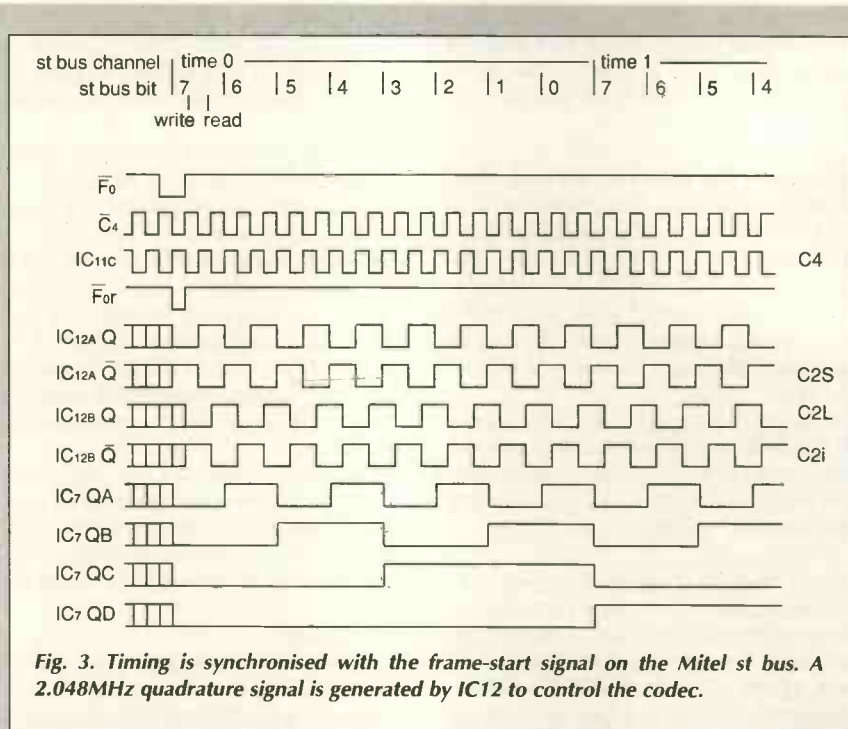 st bus channel time 0 time 1
st bus bit 7 6 5 4 3 2 1 0 7 6 5 4
write read
F̅0
C̅4
IC11C C4
F̅0r
IC12A Q
IC12A Q̅ C2S
IC12B Q C2L
IC12B Q̅ C2i
IC7 QA
IC7 QB
IC7 QC
IC7 QD
Fig. 3. Timing is synchronised with the frame-start signal on the Mitel st bus. A
2.048MHz quadrature signal is generated by IC12 to control the codec.